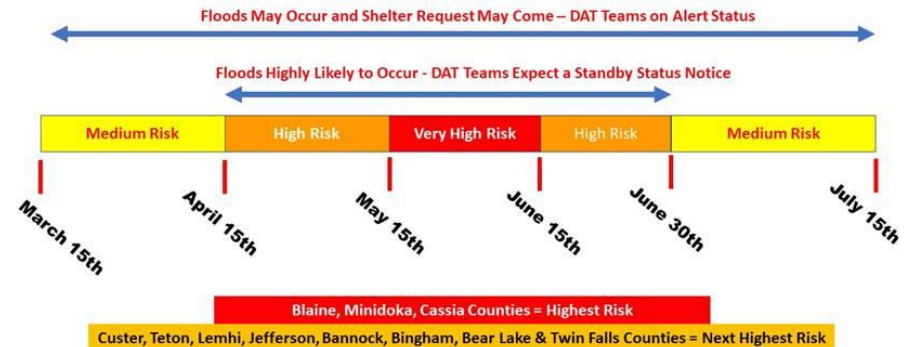 Floods May Occur and Shelter Request May Come – DAT Teams on Alert Status
Floods Highly Likely to Occur - DAT Teams Expect a Standby Status Notice
Medium Risk
High Risk
Very High Risk
High Risk
Medium Risk
March 15th
April 15th
May 15th
June 15th
June 30th
July 15th
Blaine, Minidoka, Cassia Counties = Highest Risk
Custer, Teton, Lemhi, Jefferson, Bannock, Bingham, Bear Lake & Twin Falls Counties = Next Highest Risk